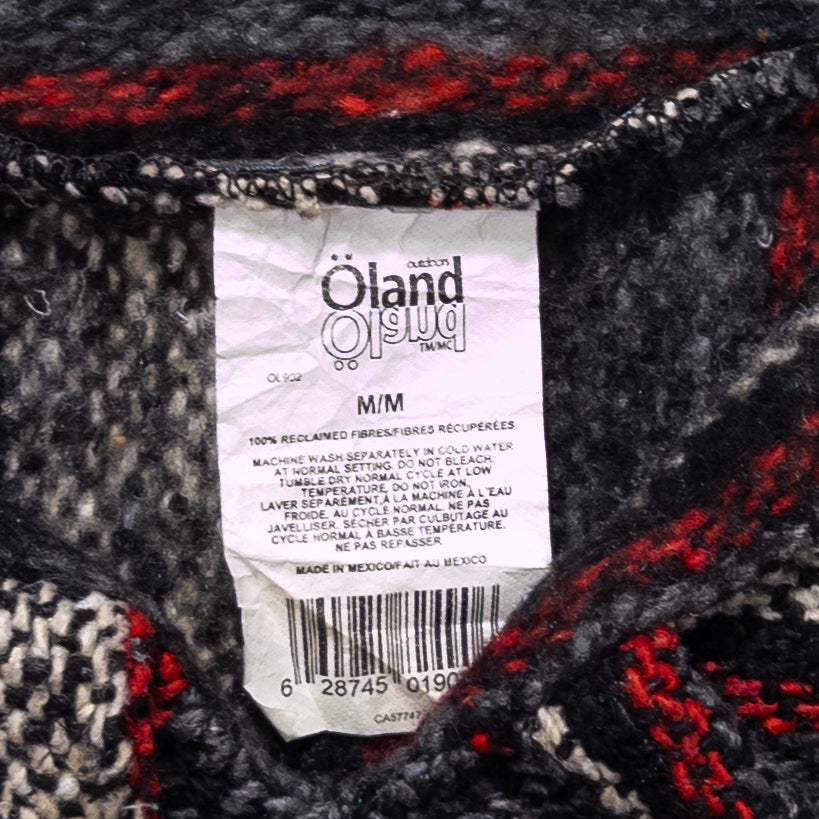 outdoors
Öland
Öland
TM/MC
OL902
M/M
100% RECLAIMED FIBRES/FIBRES RÉCUPÉRÉES
MACHINE WASH SEPARATELY IN COLD WATER
AT NORMAL SETTING. DO NOT BLEACH.
TUMBLE DRY NORMAL CYCLE AT LOW
TEMPERATURE. DO NOT IRON.
LAVER SÉPARÉMENT À LA MACHINE À L'EAU
FROIDE, AU CYCLE NORMAL. NE PAS
JAVELLISER. SÉCHER PAR CULBUTAGE AU
CYCLE NORMAL À BASSE TEMPÉRATURE.
NE PAS REPASSER.
MADE IN MEXICO/FAIT AU MEXICO
6 28745 0190
CA57747